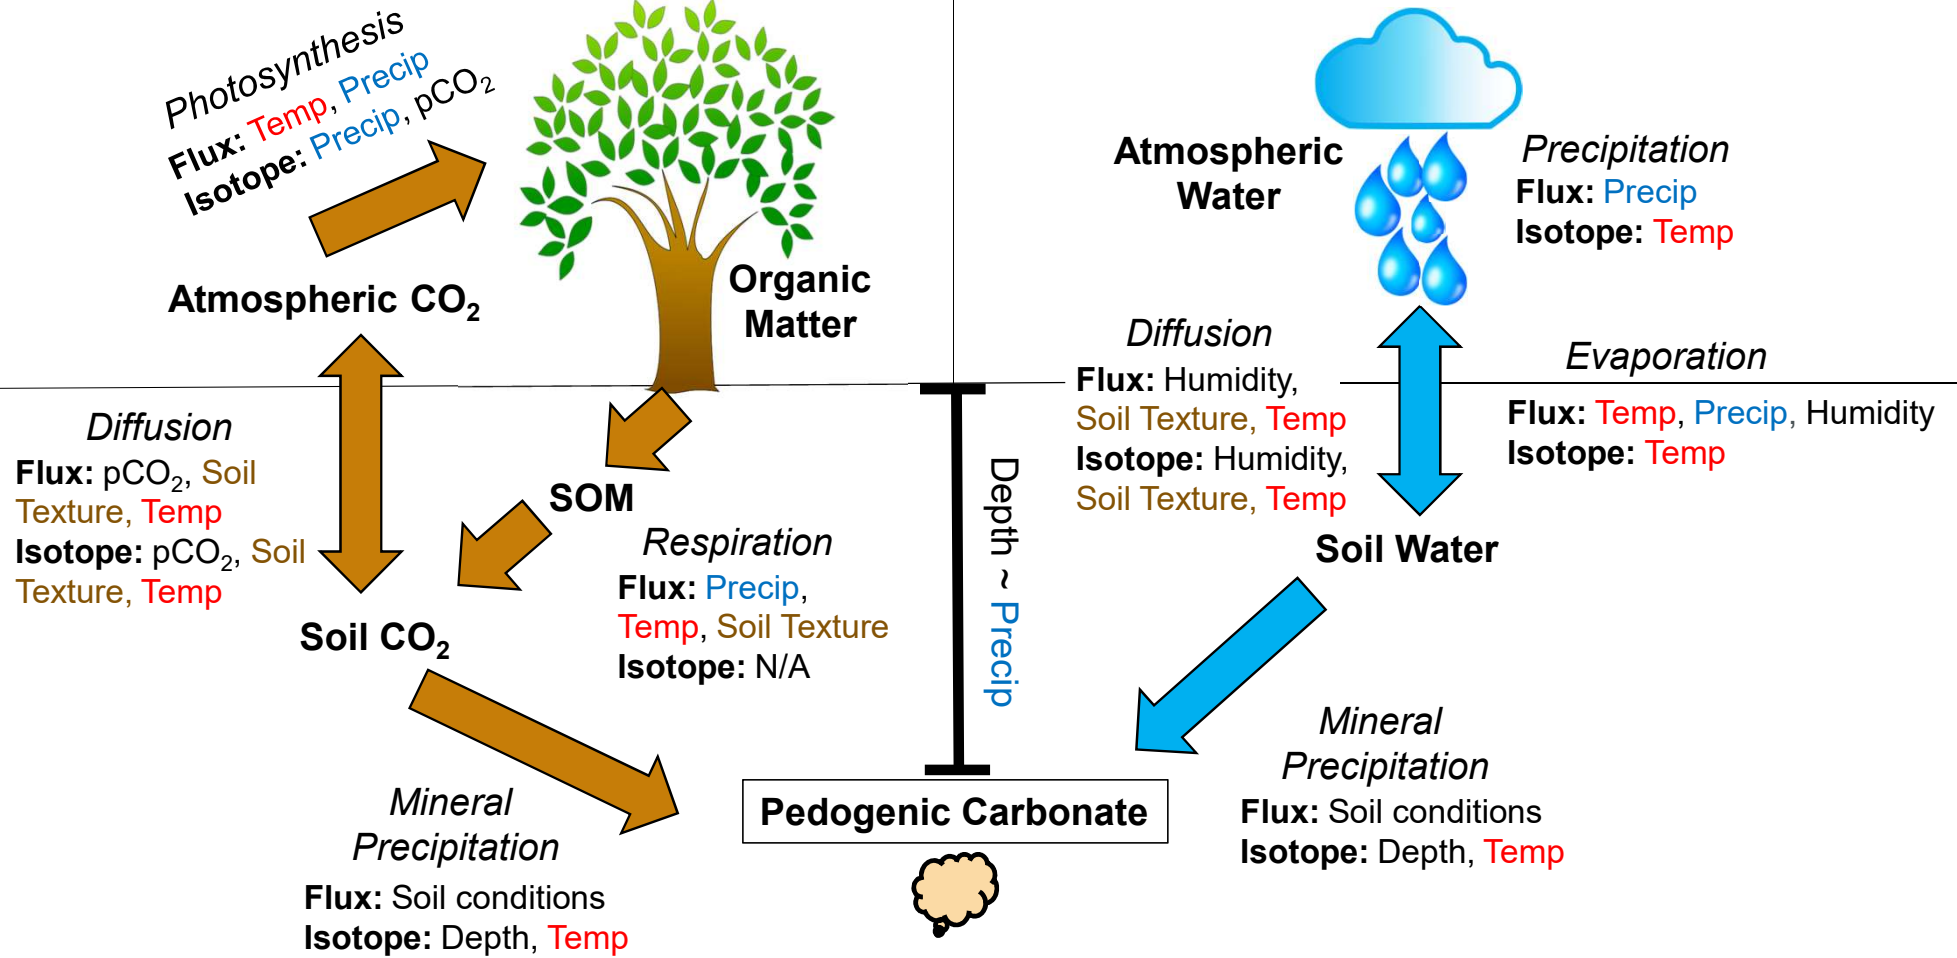 Photosynthesis
Flux: Temp, Precip
Isotope: Precip, pCO₂
Atmospheric CO₂
Organic
Matter
Diffusion
Flux: pCO₂, Soil
Texture, Temp
Isotope: pCO₂, Soil
Texture, Temp
SOM
Respiration
Flux: Precip,
Temp, Soil Texture
Isotope: N/A
Soil CO₂
Mineral
Precipitation
Flux: Soil conditions
Isotope: Depth, Temp
Depth ~ Precip
Pedogenic Carbonate
Atmospheric
Water
Precipitation
Flux: Precip
Isotope: Temp
Diffusion
Flux: Humidity,
Soil Texture, Temp
Isotope: Humidity,
Soil Texture, Temp
Evaporation
Flux: Temp, Precip, Humidity
Isotope: Temp
Soil Water
Mineral
Precipitation
Flux: Soil conditions
Isotope: Depth, Temp